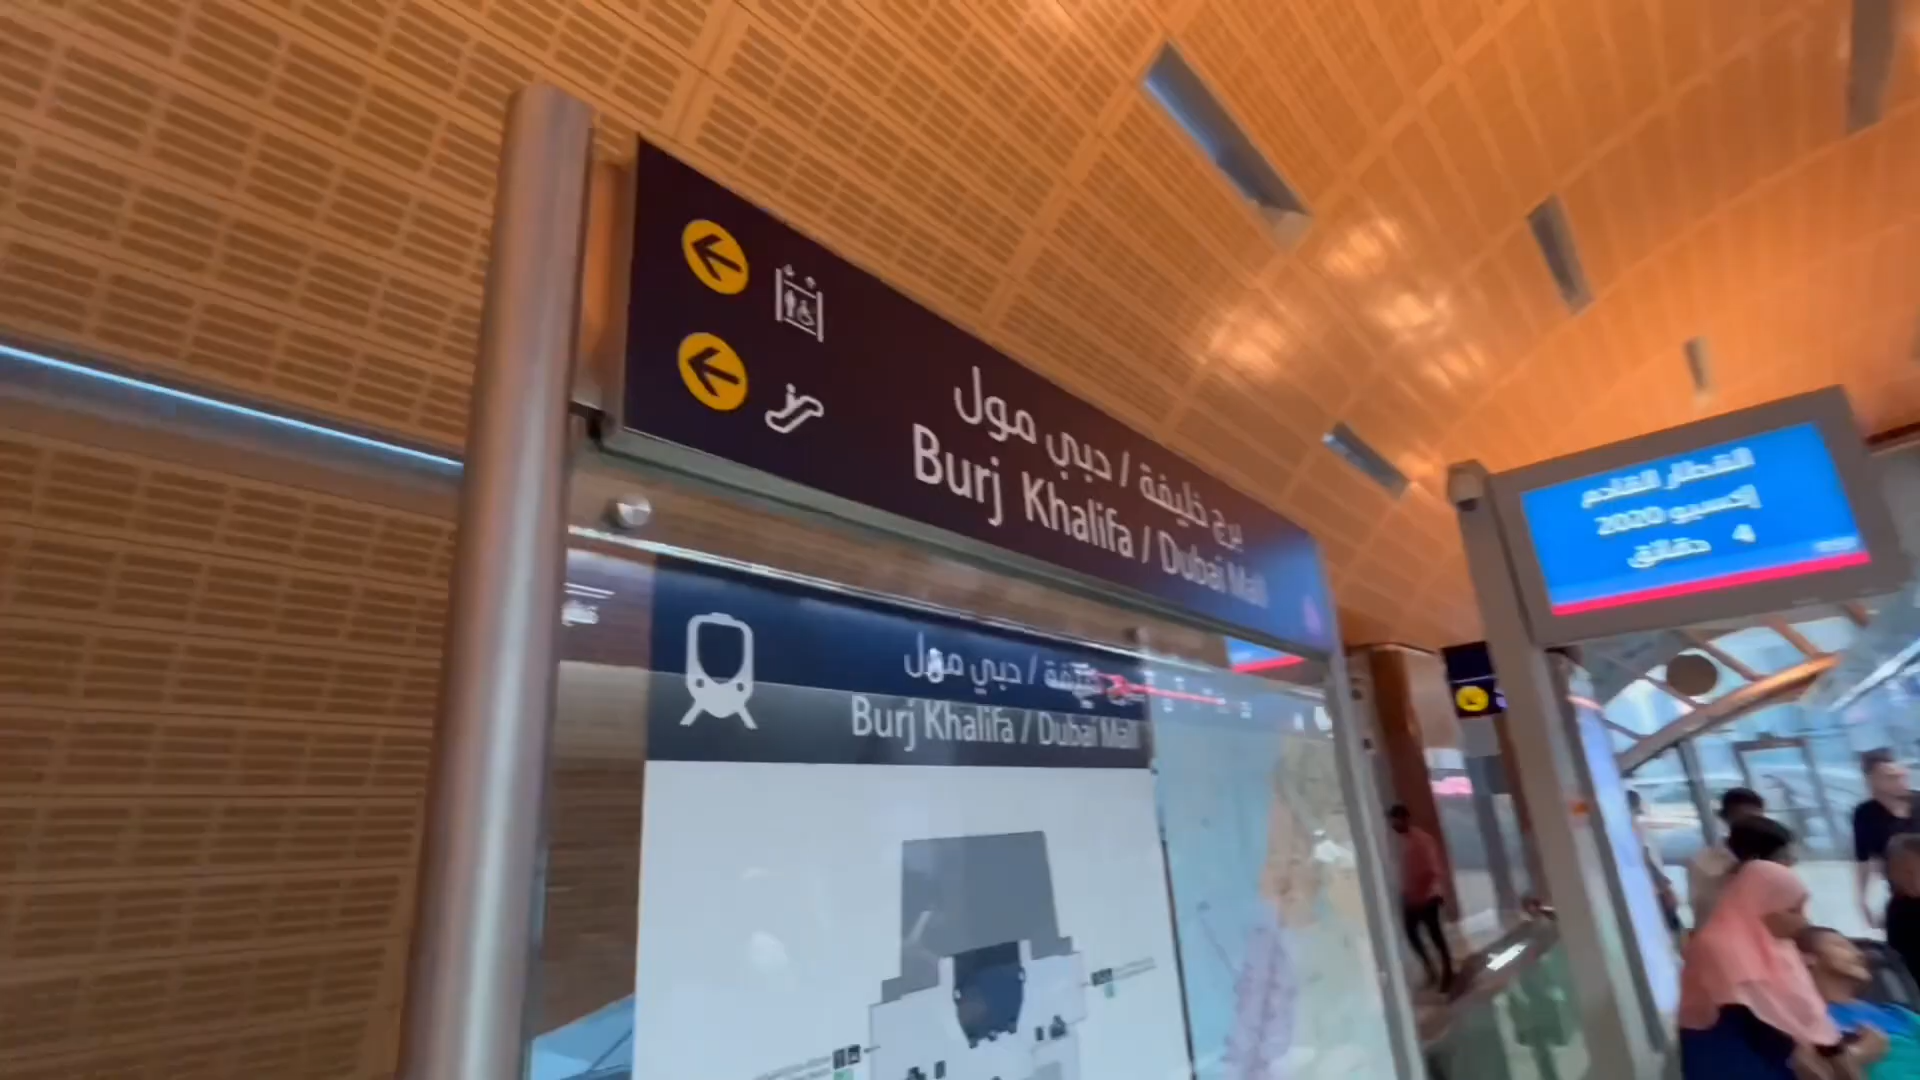 برج خليفة / دبي مول
Burj Khalifa / Dubai Mall
دبي مول /
Burj Khalifa / Dubai Mall
القطار القادم
إكسبو 2020
4 دقائق